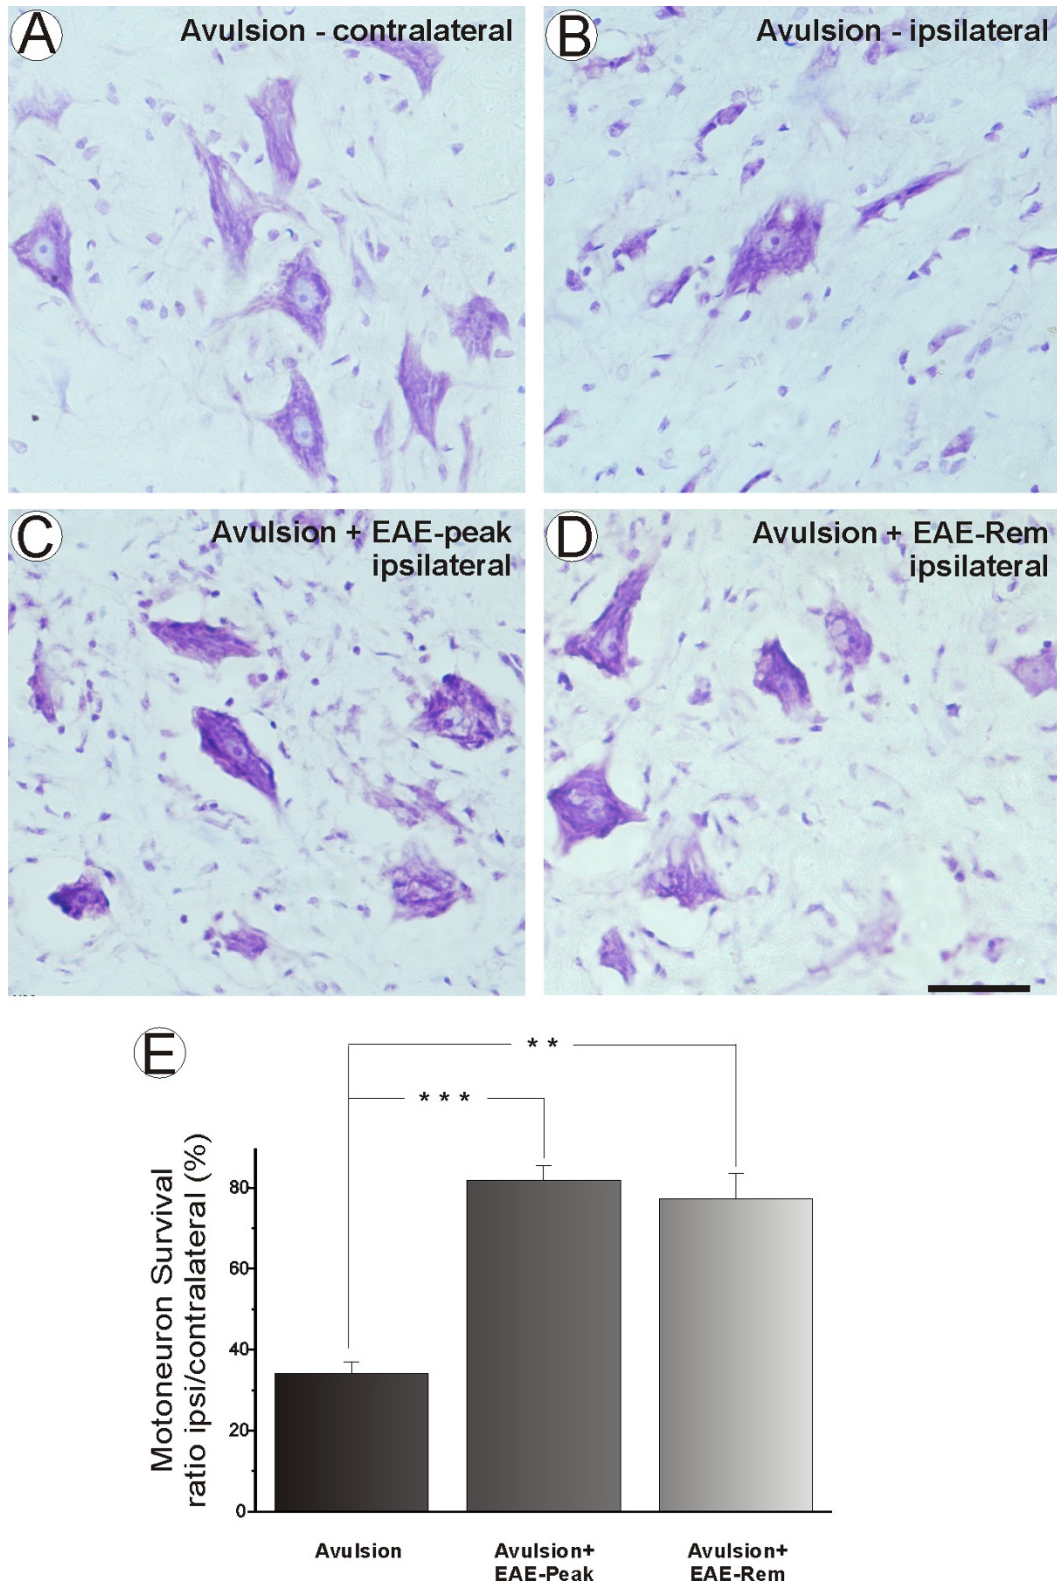 A
Avulsion - contralateral
B
Avulsion - ipsilateral
C
Avulsion + EAE-peak
ipsilateral
D
Avulsion + EAE-Rem
ipsilateral
E
**
***
Motoneuron Survival
ratio ipsi/contralateral (%)
80
60
40
20
0
Avulsion
Avulsion+
EAE-Peak
Avulsion+
EAE-Rem